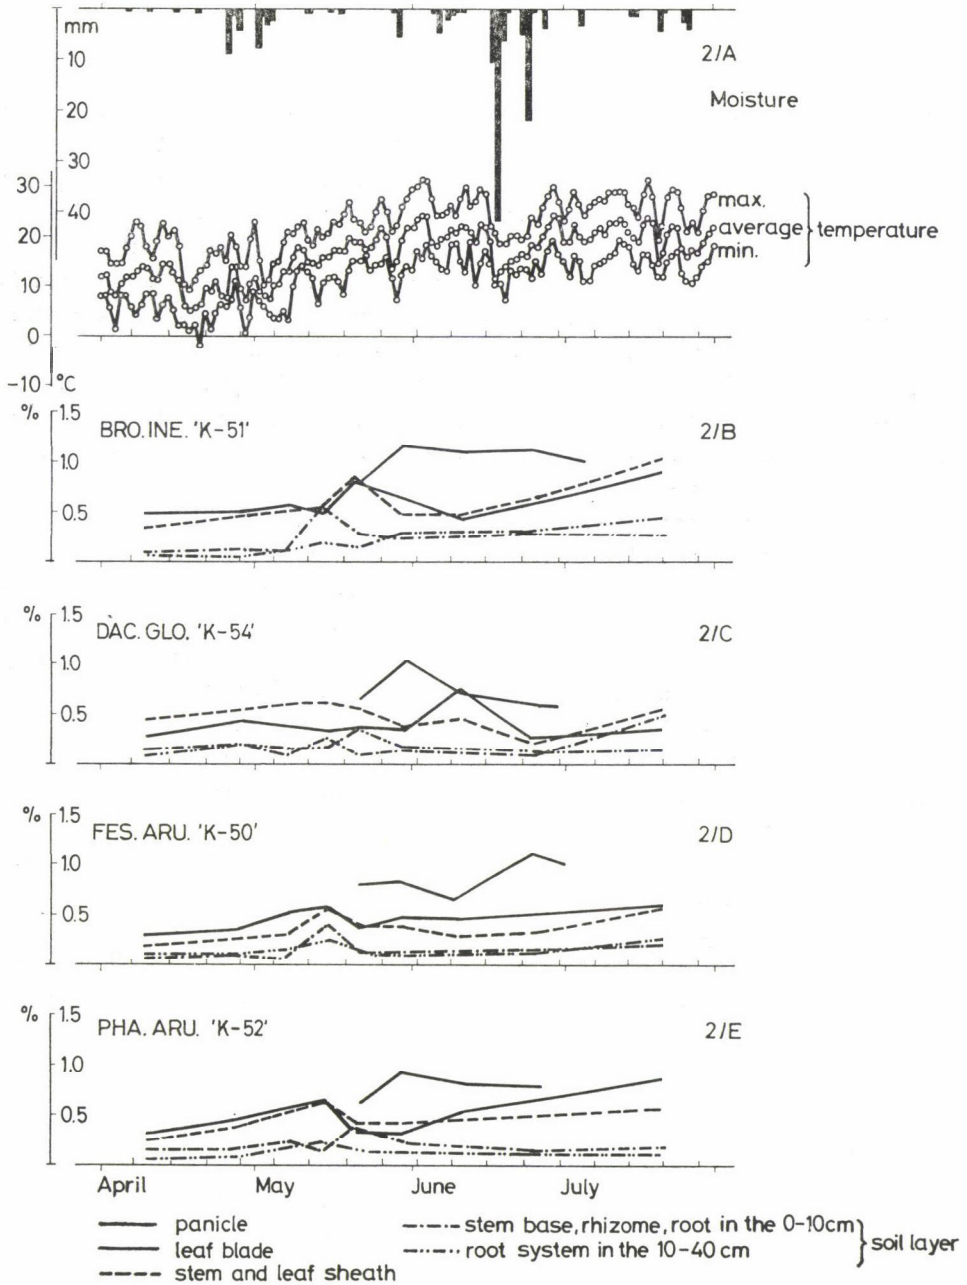 mm
10
20
30
40
2/A
Moisture
30
20
10
0
-10 °C
max.
average
min.
temperature
% 1.5
1.0
0.5
BRO. INE. 'K-51'
2/B
% 1.5
1.0
0.5
DAC. GLO. 'K-54'
2/C
% 1.5
1.0
0.5
FES. ARU. 'K-50'
2/D
% 1.5
1.0
0.5
PHA. ARU. 'K-52'
2/E
April May June July
panicle
leaf blade
stem and leaf sheath
stem base, rhizome, root in the 0-10cm
root system in the 10-40 cm
soil layer